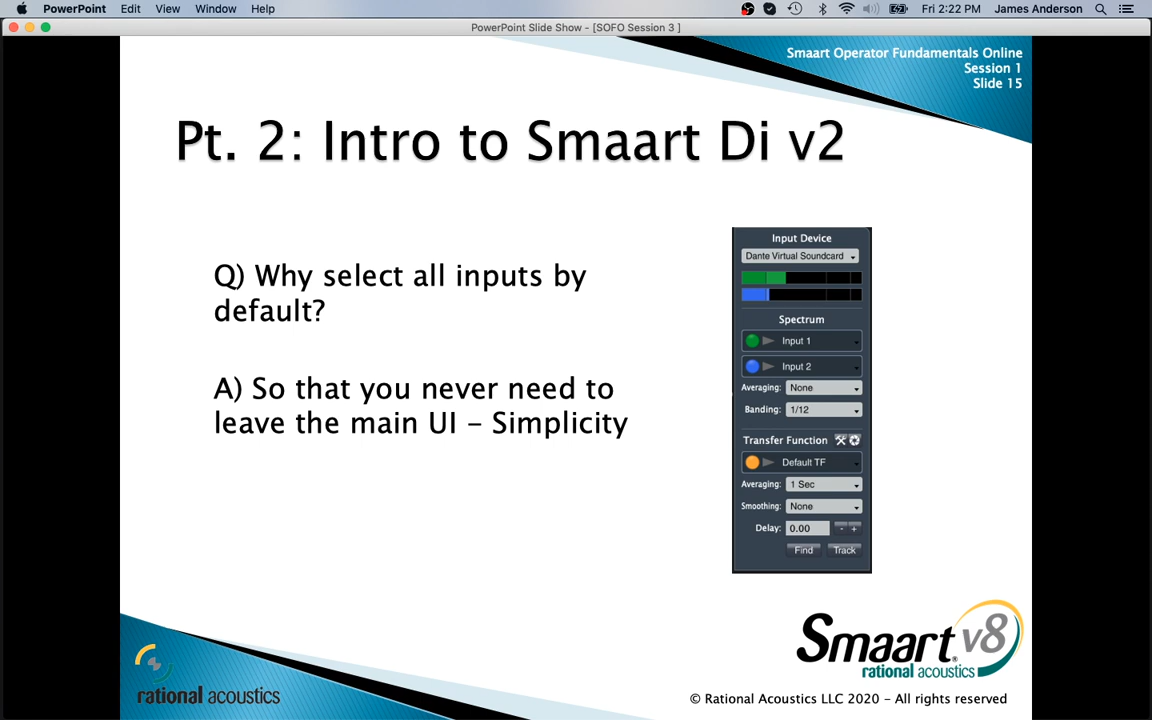 PowerPoint Edit View Window Help Fri 2:22 PM James Anderson
PowerPoint Slide Show - [SOFO Session 3 ]
Smaart Operator Fundamentals Online
Session 1
Slide 15
Pt. 2: Intro to Smaart Di v2
Q) Why select all inputs by
default?
A) So that you never need to
leave the main UI - Simplicity
Input Device
Dante Virtual Soundcard
Spectrum
Input 1
Input 2
Averaging: None
Banding: 1/12
Transfer Function
Default TF
Averaging: 1 Sec
Smoothing: None
Delay: 0.00 - +
Find Track
Smaart® v8
rational acoustics
rational acoustics
© Rational Acoustics LLC 2020 - All rights reserved